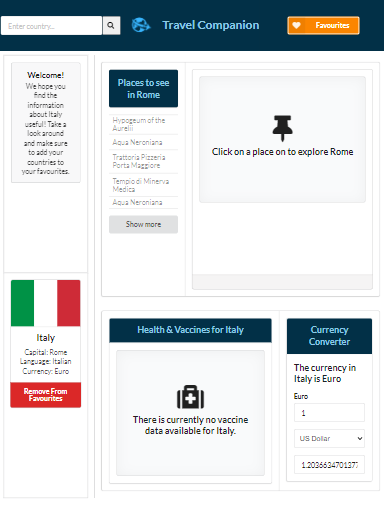 Enter country...
Travel Companion
Favourites
Welcome!
We hope you
find the
information
about Italy
useful! Take a
look around
and make sure
to add your
countries to
your favourites.
Italy
Capital: Rome
Language: Italian
Currency: Euro
Remove From
Favourites
Places to see
in Rome
Hypogeum of the
Aurelii
Aqua Neroniana
Trattoria Pizzeria
Porta Maggiore
Tempio di Minerva
Medica
Aqua Neroniana
Show more
Click on a place on to explore Rome
Health & Vaccines for Italy
There is currently no vaccine
data available for Italy.
Currency
Converter
The currency in
Italy is Euro
Euro
1
US Dollar
1.2036634701377